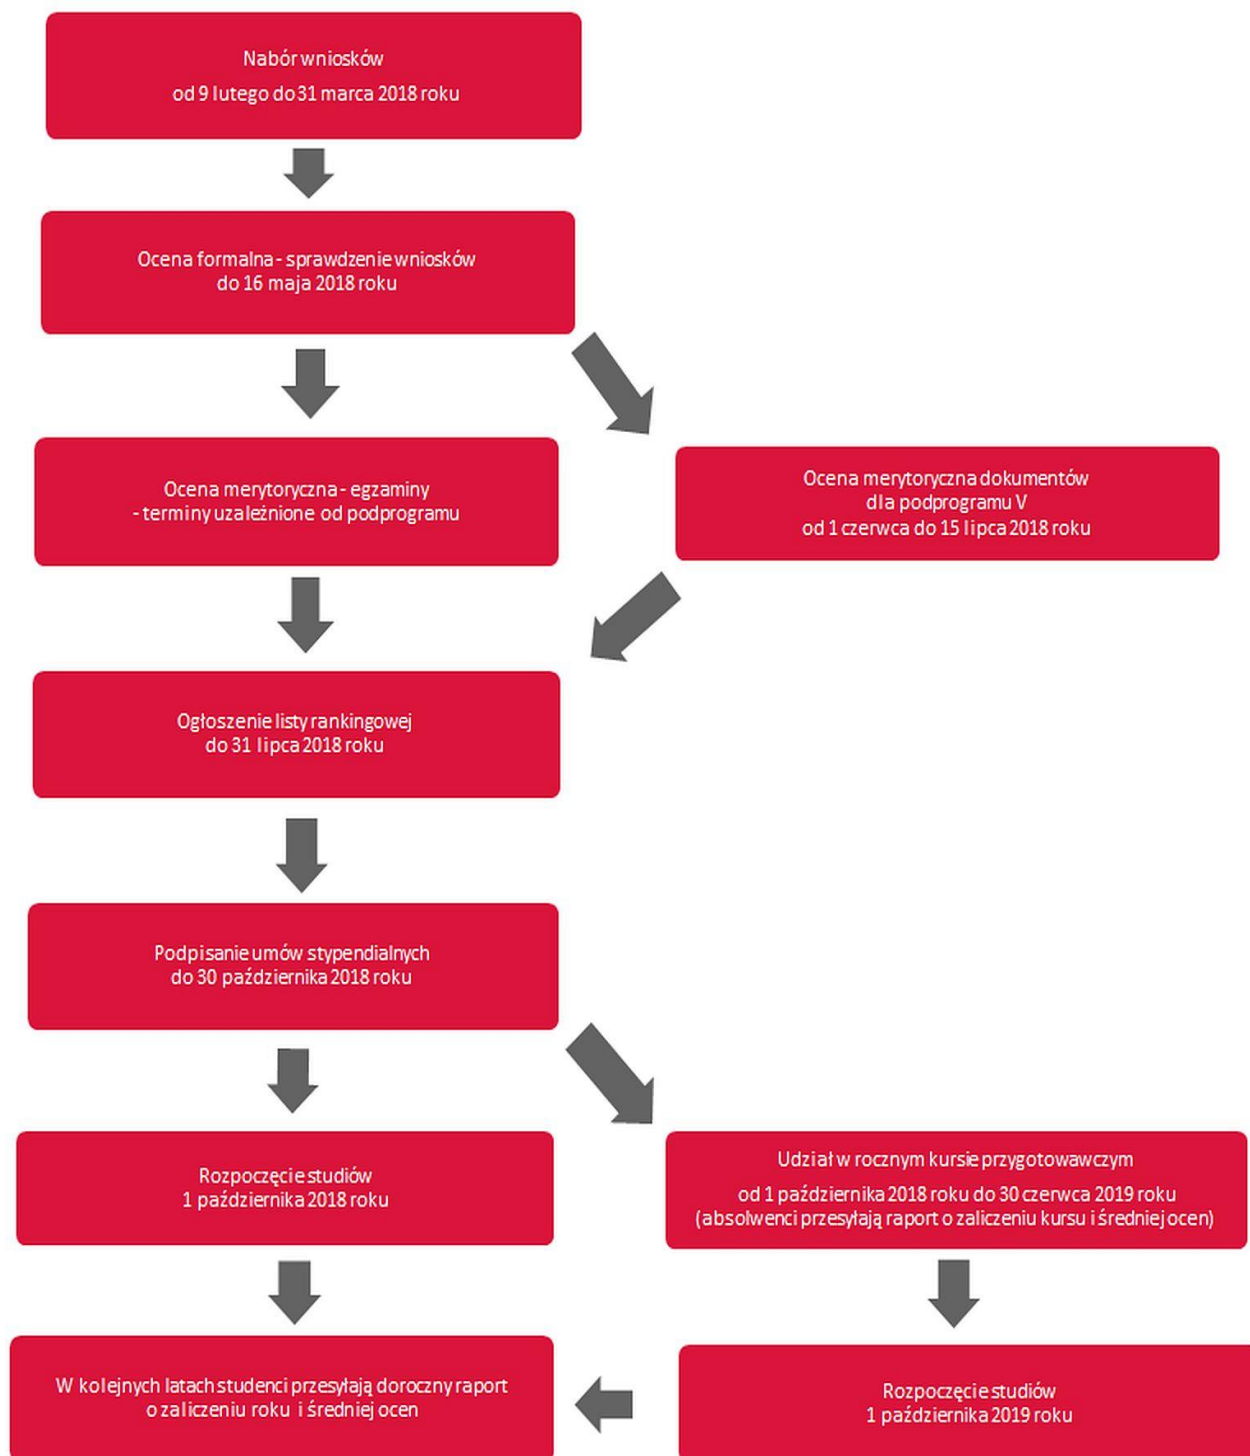 Nabór wniosków
od 9 lutego do 31 marca 2018 roku
Ocena formalna - sprawdzenie wniosków
do 16 maja 2018 roku
Ocena merytoryczna - egzaminy
- terminy uzależnione od podprogramu
Ocena merytoryczna dokumentów
dla podprogramu V
od 1 czerwca do 15 lipca 2018 roku
Ogłoszenie listy rankingowej
do 31 lipca 2018 roku
Podpisanie umów stypendialnych
do 30 października 2018 roku
Rozpoczęcie studiów
1 października 2018 roku
Udział w rocznym kursie przygotowawczym
od 1 października 2018 roku do 30 czerwca 2019 roku
(absolwenci przesyłają raport o zaliczeniu kursu i średniej ocen)
W kolejnych latach studenci przesyłają doroczny raport
o zaliczeniu roku i średniej ocen
Rozpoczęcie studiów
1 października 2019 roku